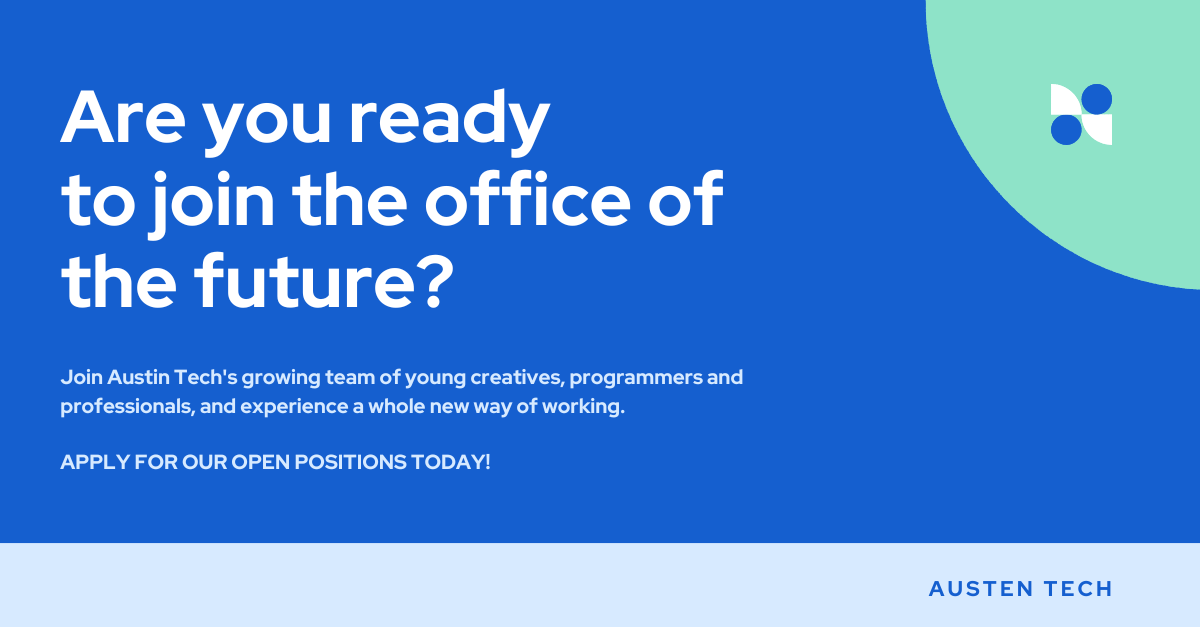 Are you ready
to join the office of
the future?
Join Austin Tech's growing team of young creatives, programmers and
professionals, and experience a whole new way of working.
APPLY FOR OUR OPEN POSITIONS TODAY!
AUSTEN TECH